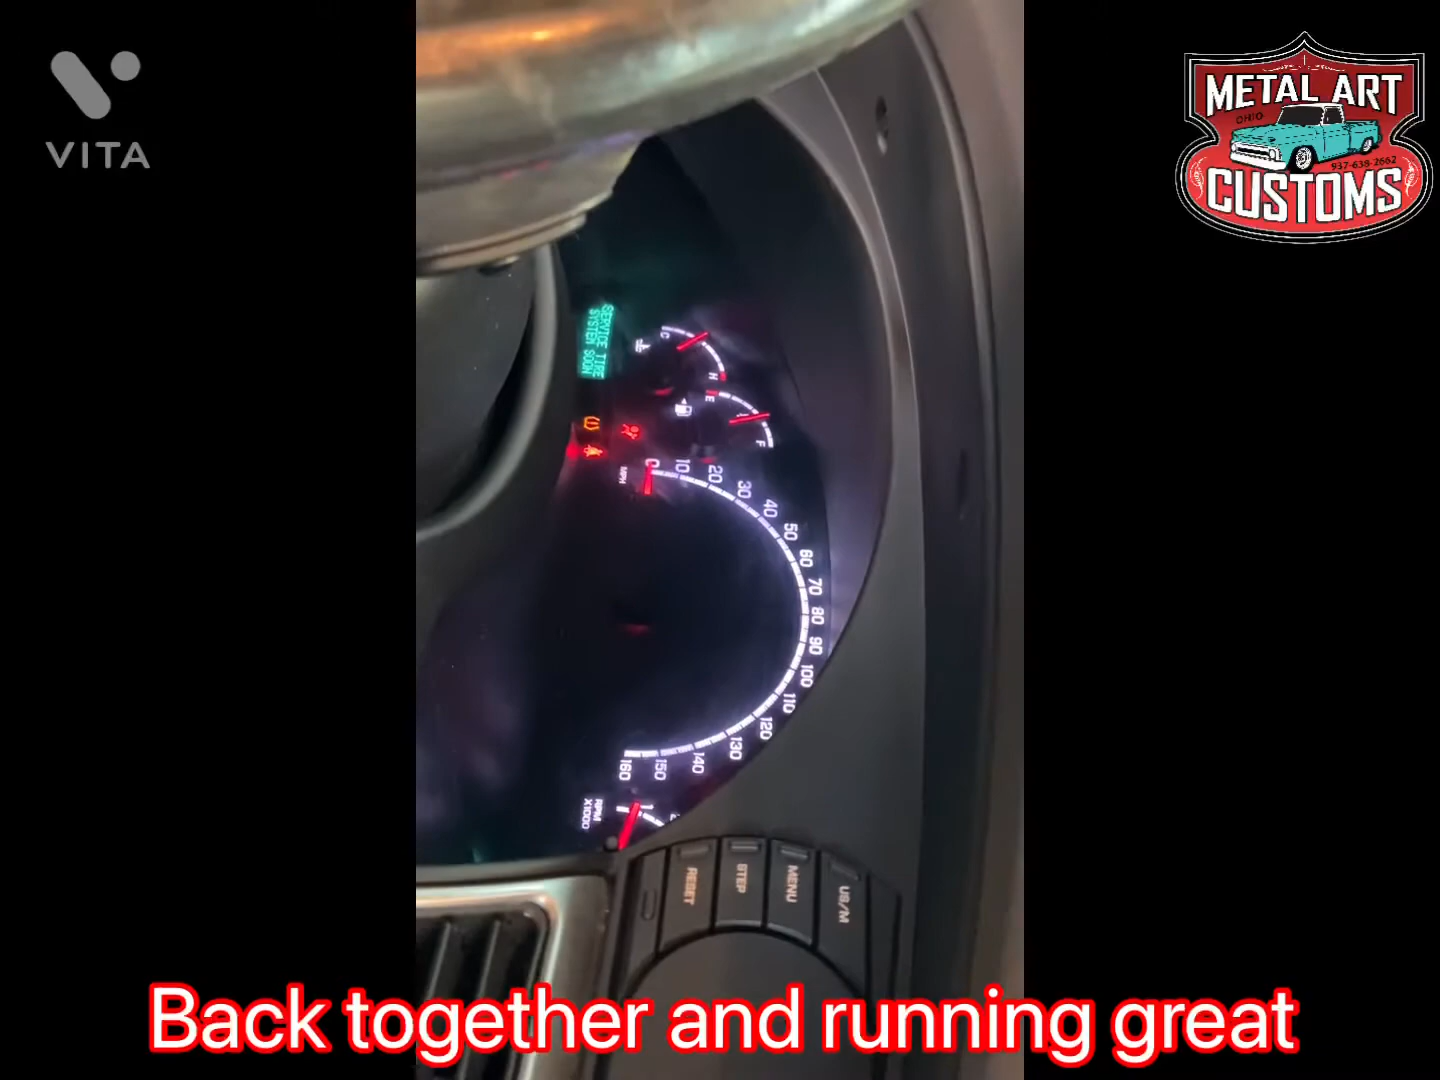 VITA
METAL ART
OHIO
937-638-2662
CUSTOMS
SERVICE TIRE
SYSTEM SOON
C
H
E
F
MPH
0
10
20
30
40
50
60
70
80
90
100
110
120
130
140
150
160
RPM
X1000
1
RESET
STEP
MENU
US/M
Back together and running great